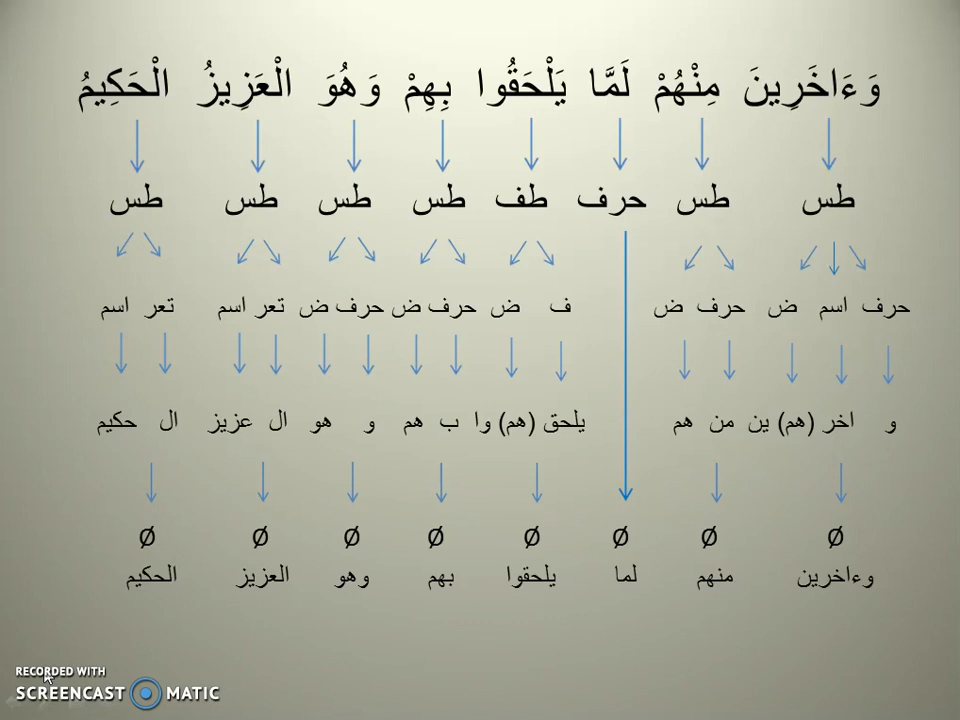 وَءَاخَرِينَ مِنْهُمْ لَمَّا يَلْحَقُوا بِهِمْ وَهُوَ الْعَزِيزُ الْحَكِيمُ
طس طس حرف طف طس طس طس طس
حرف اسم ض حرف ض ف ض حرف ض حرف ض تعر اسم تعر اسم
و اخر (هم) ين من هم يلحق (هم) وا ب هم و هو ال عزيز ال حكيم
Ø Ø Ø Ø Ø Ø Ø Ø
وءاخرين منهم لما يلحقوا بهم وهو العزيز الحكيم
RECORDED WITH
SCREENCAST MATIC